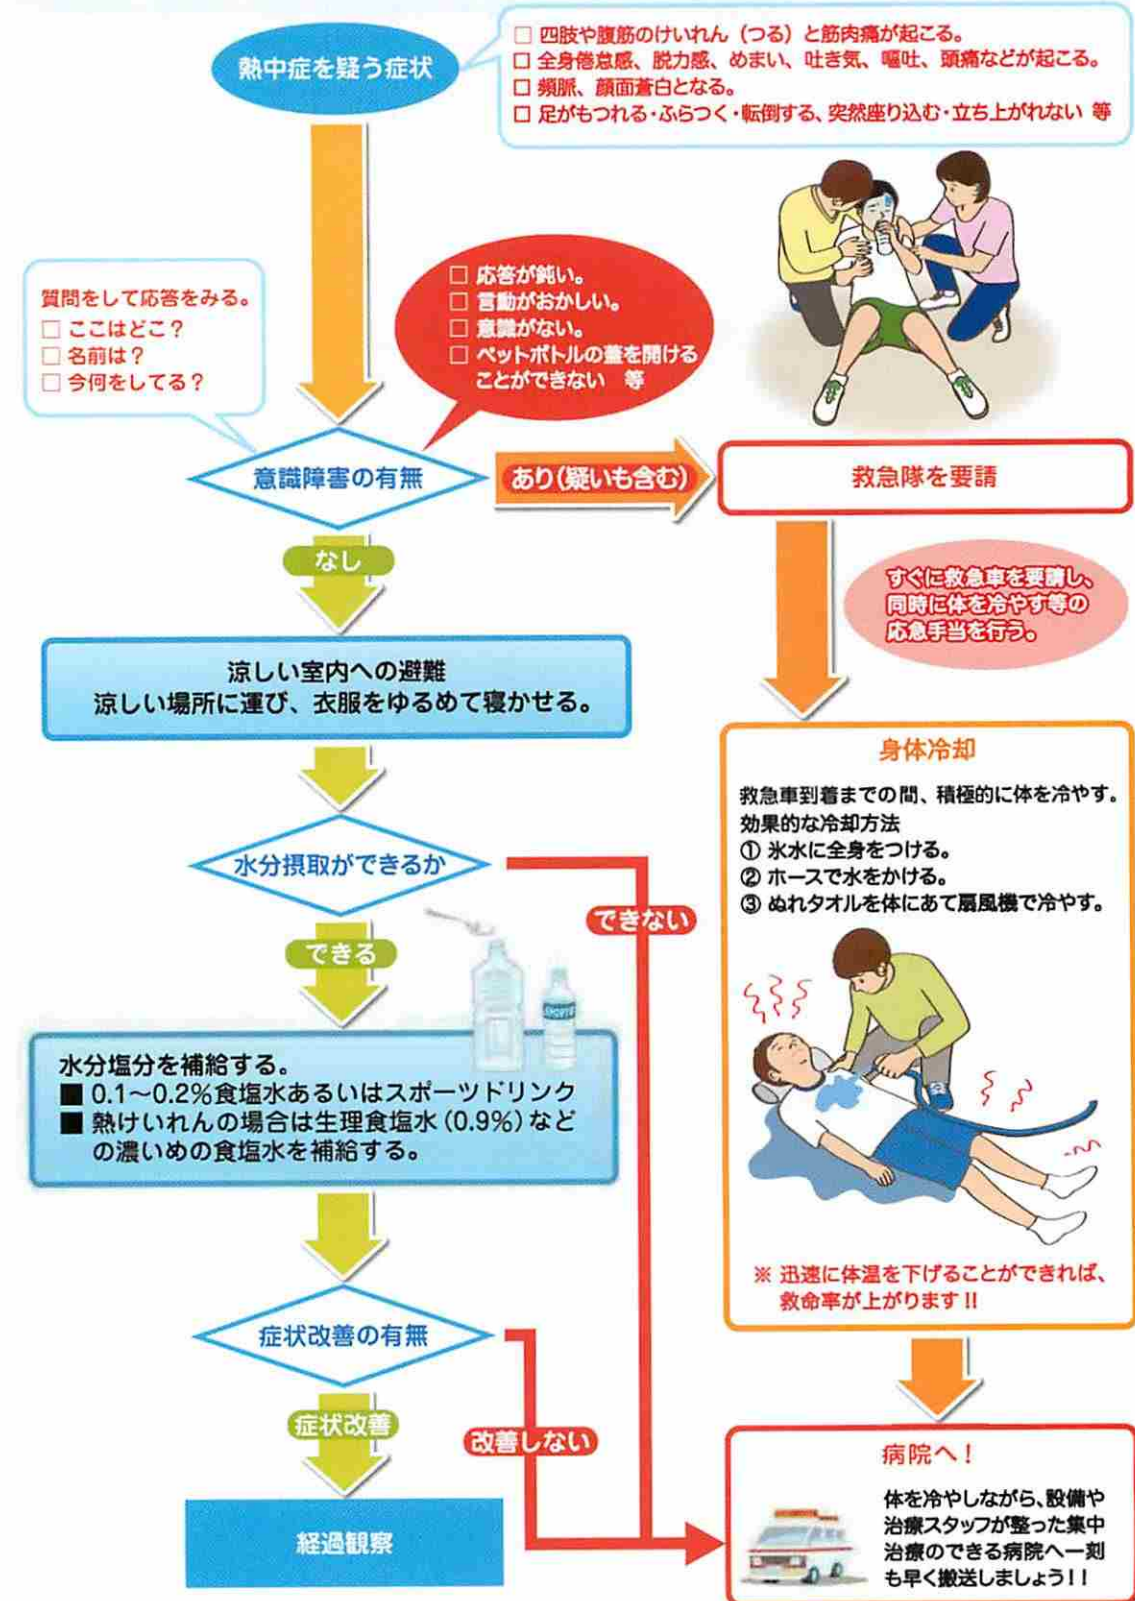 熱中症を疑う症状
□ 四肢や腹筋のけいれん（つる）と筋肉痛が起こる。
□ 全身倦怠感、脱力感、めまい、吐き気、嘔吐、頭痛などが起こる。
□ 頻脈、顔面蒼白となる。
□ 足がもつれる・ふらつく・転倒する、突然座り込む・立ち上がれない 等
質問をして応答をみる。
□ ここはどこ？
□ 名前は？
□ 今何をしてる？
□ 応答が鈍い。
□ 言動がおかしい。
□ 意識がない。
□ ペットボトルの蓋を開ける
ことができない 等
意識障害の有無
あり（疑いも含む）
救急隊を要請
なし
すぐに救急車を要請し、
同時に体を冷やす等の
応急手当を行う。
涼しい室内への避難
涼しい場所に運び、衣服をゆるめて寝かせる。
水分摂取ができるか
できない
できる
水分塩分を補給する。
■ 0.1～0.2%食塩水あるいはスポーツドリンク
■ 熱けいれんの場合は生理食塩水（0.9%）など
の濃いめの食塩水を補給する。
身体冷却
救急車到着までの間、積極的に体を冷やす。
効果的な冷却方法
① 氷水に全身をつける。
② ホースで水をかける。
③ ぬれタオルを体にあて扇風機で冷やす。
※ 迅速に体温を下げることができれば、
救命率が上がります!!
症状改善の有無
症状改善
改善しない
経過観察
病院へ！
体を冷やしながら、設備や
治療スタッフが整った集中
治療のできる病院へ一刻
も早く搬送しましょう!!